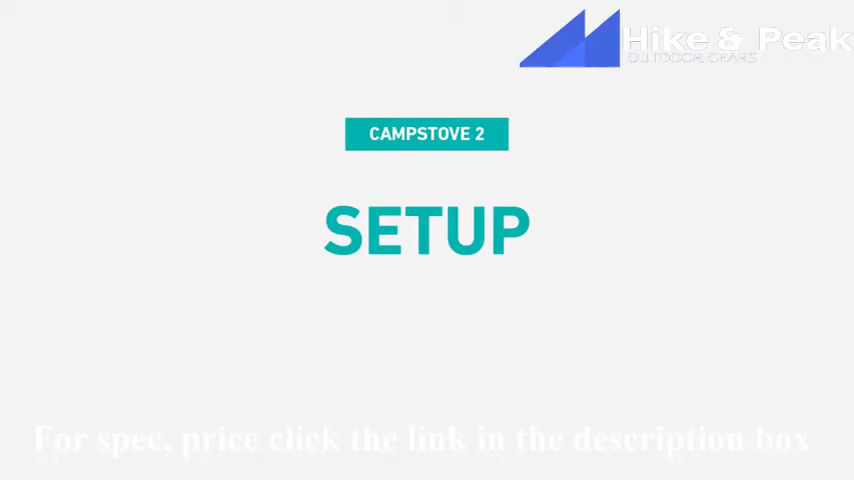 Hike & Peak
OUTDOOR GEARS
CAMPSTOVE 2
SETUP
For spec. price click the link in the description box